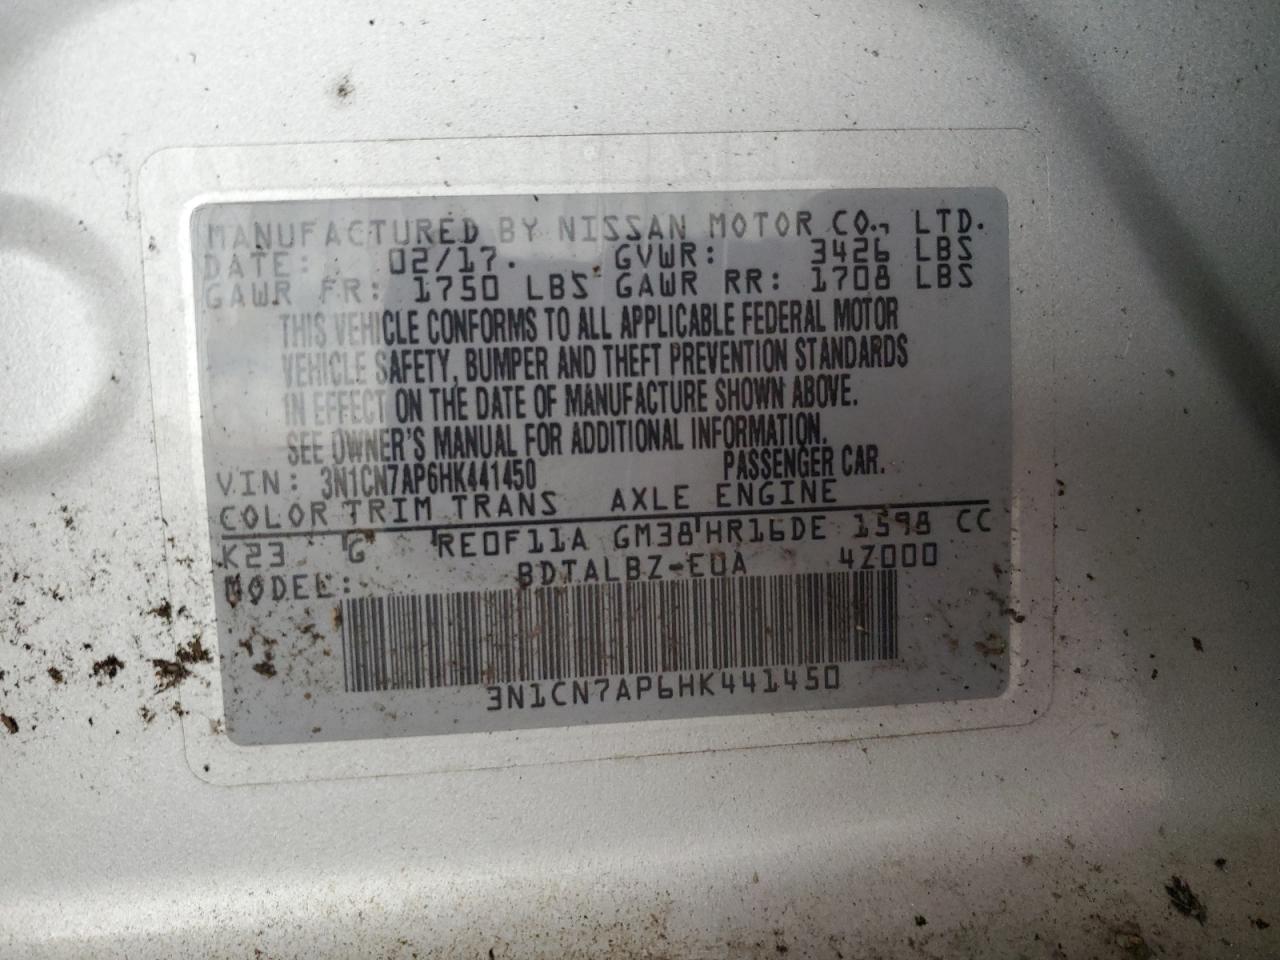 MANUFACTURED BY NISSAN MOTOR CO., LTD.
DATE: 02/17. GVWR: 3426 LBS
GAWR FR: 1750 LBS GAWR RR: 1708 LBS
THIS VEHICLE CONFORMS TO ALL APPLICABLE FEDERAL MOTOR
VEHICLE SAFETY, BUMPER AND THEFT PREVENTION STANDARDS
IN EFFECT ON THE DATE OF MANUFACTURE SHOWN ABOVE.
SEE OWNER'S MANUAL FOR ADDITIONAL INFORMATION.
VIN: 3N1CN7AP6HK441450 PASSENGER CAR.
COLOR TRIM TRANS AXLE ENGINE
K23 G RE0F11A GM38 HR16DE 1598 CC
MODEL: BDTALBZ-EUA 4Z000
3N1CN7AP6HK441450